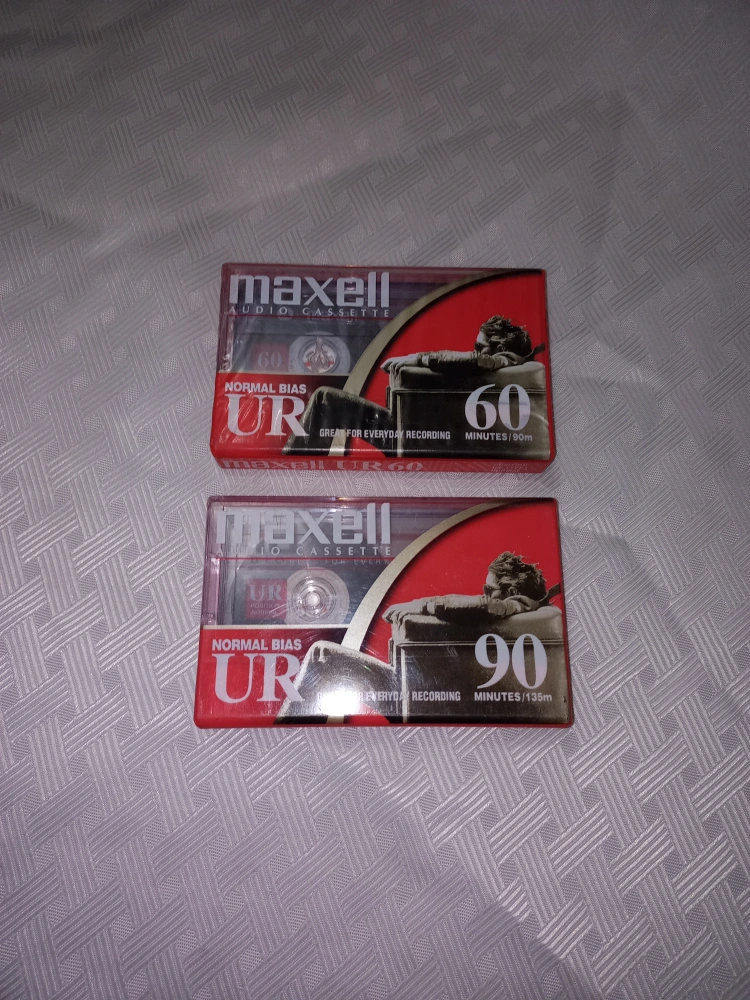 maxell
AUDIO CASSETTE
60
NORMAL BIAS
UR
GREAT FOR EVERYDAY RECORDING
60
MINUTES/90m
maxell UR 60
maxell
AUDIO CASSETTE
UR
NORMAL BIAS
UR
FOR EVERYDAY RECORDING
90
MINUTES/135m